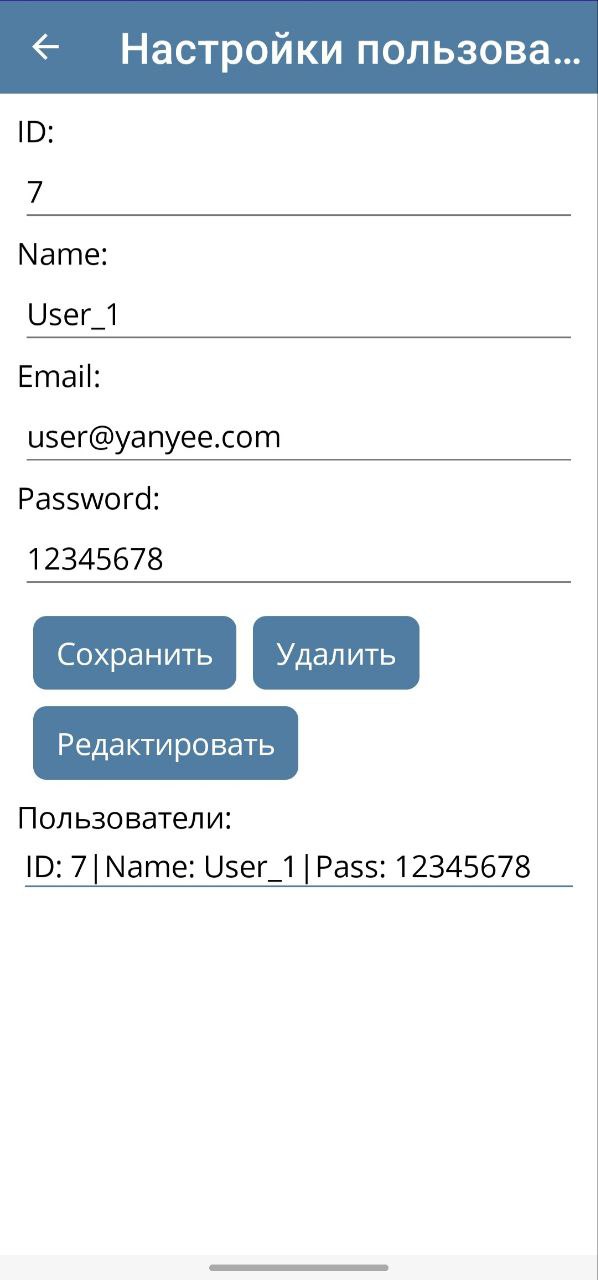 Настройки пользова...
ID:
7
Name:
User_1
Email:
user@yanyee.com
Password:
12345678
Сохранить Удалить
Редактировать
Пользователи:
ID: 7|Name: User_1|Pass: 12345678